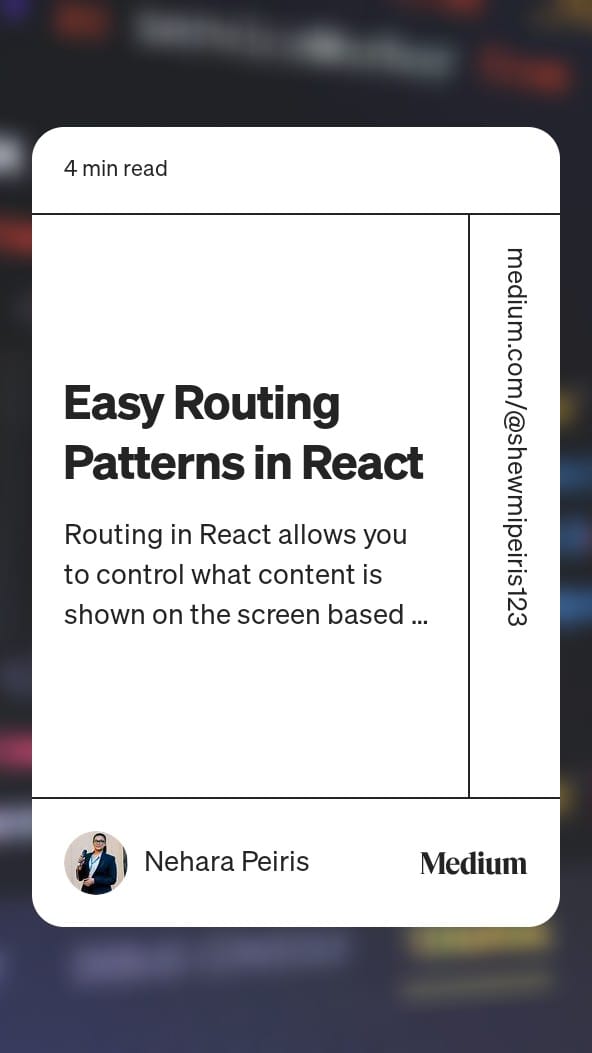 4 min read
Easy Routing
Patterns in React
Routing in React allows you
to control what content is
shown on the screen based ...
medium.com/@shewmipeiris123
Nehara Peiris
Medium